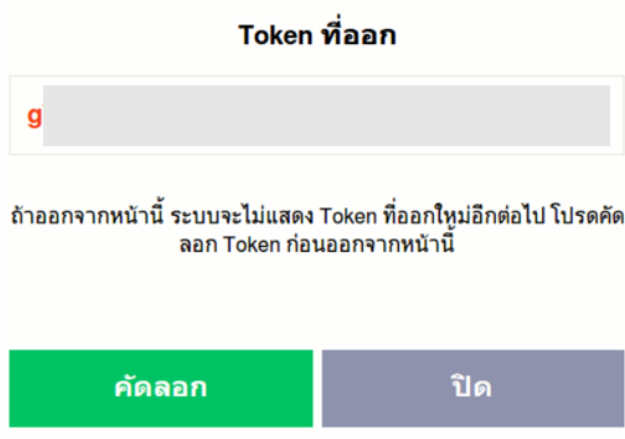 Token ที่ออก
g
ถ้าออกจากหน้านี้ ระบบจะไม่แสดง Token ที่ออกใหม่อีกต่อไป โปรดคัด
ลอก Token ก่อนออกจากหน้านี้
คัดลอก
ปิด